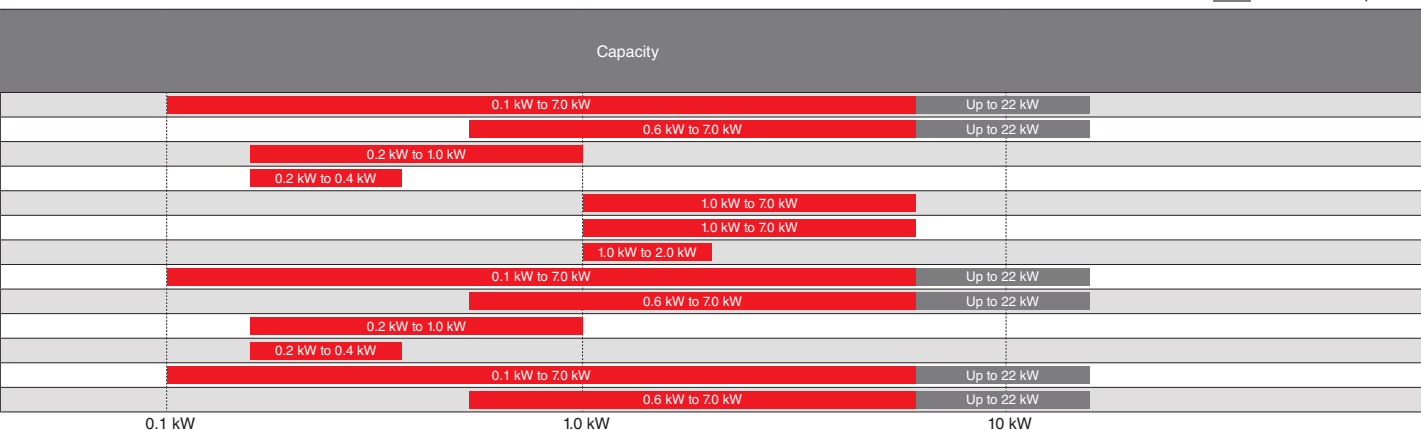 Capacity
0.1 kW to 7.0 kW Up to 22 kW
0.6 kW to 7.0 kW Up to 22 kW
0.2 kW to 1.0 kW
0.2 kW to 0.4 kW
1.0 kW to 7.0 kW
1.0 kW to 7.0 kW
1.0 kW to 2.0 kW
0.1 kW to 7.0 kW Up to 22 kW
0.6 kW to 7.0 kW Up to 22 kW
0.2 kW to 1.0 kW
0.2 kW to 0.4 kW
0.1 kW to 7.0 kW Up to 22 kW
0.6 kW to 7.0 kW Up to 22 kW
0.1 kW 1.0 kW 10 kW